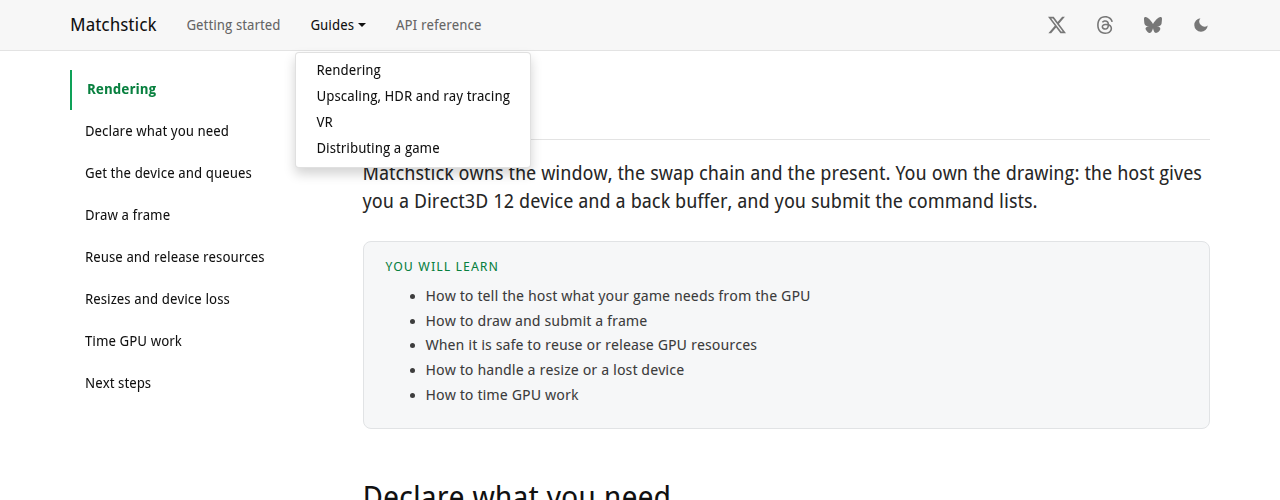 Matchstick Getting started Guides API reference
Rendering
Upscaling, HDR and ray tracing
VR
Distributing a game
Rendering
Declare what you need
Get the device and queues
Draw a frame
Reuse and release resources
Resizes and device loss
Time GPU work
Next steps
Matchstick owns the window, the swap chain and the present. You own the drawing: the host gives
you a Direct3D 12 device and a back buffer, and you submit the command lists.
YOU WILL LEARN
How to tell the host what your game needs from the GPU
How to draw and submit a frame
When it is safe to reuse or release GPU resources
How to handle a resize or a lost device
How to time GPU work
Declare what you need